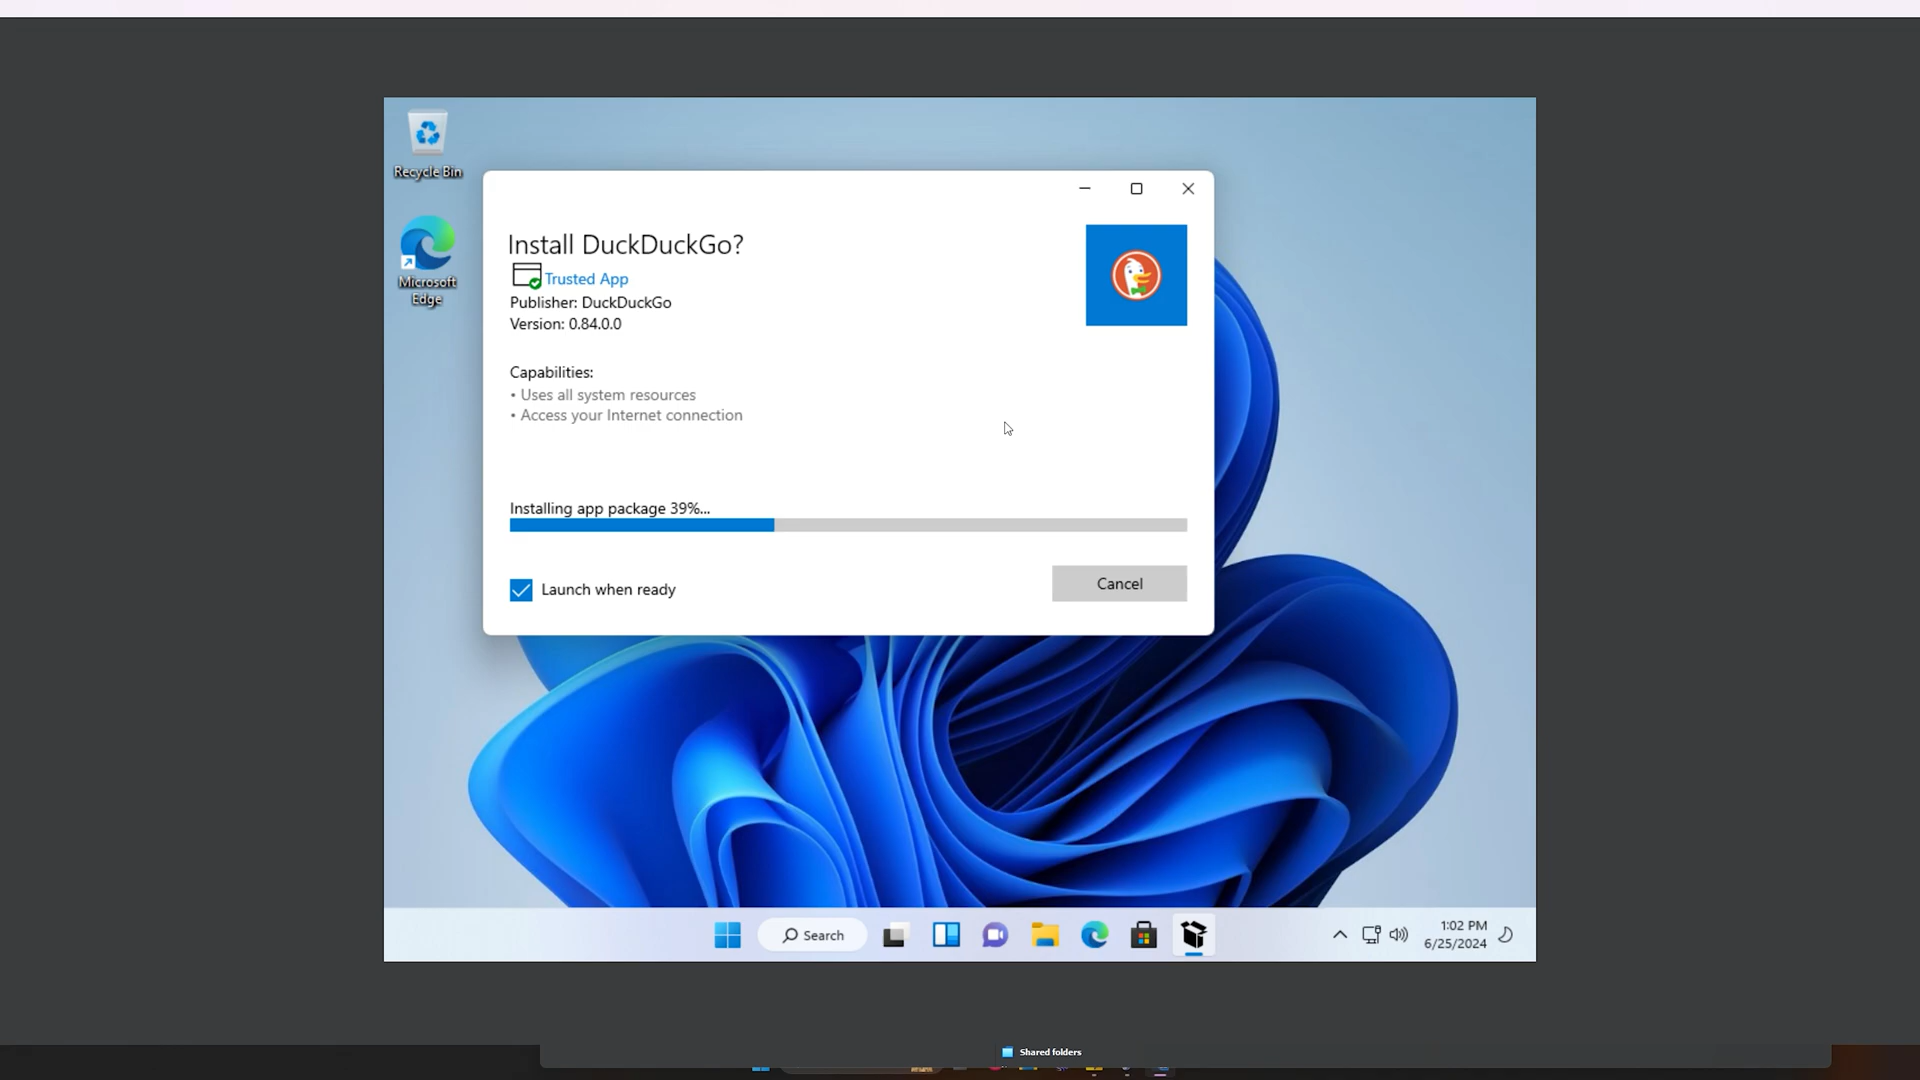 Recycle Bin
Microsoft
Edge
Install DuckDuckGo?
Trusted App
Publisher: DuckDuckGo
Version: 0.84.0.0
Capabilities:
• Uses all system resources
• Access your Internet connection
Installing app package 39%...
Launch when ready
Cancel
Search
1:02 PM
6/25/2024
Shared folders